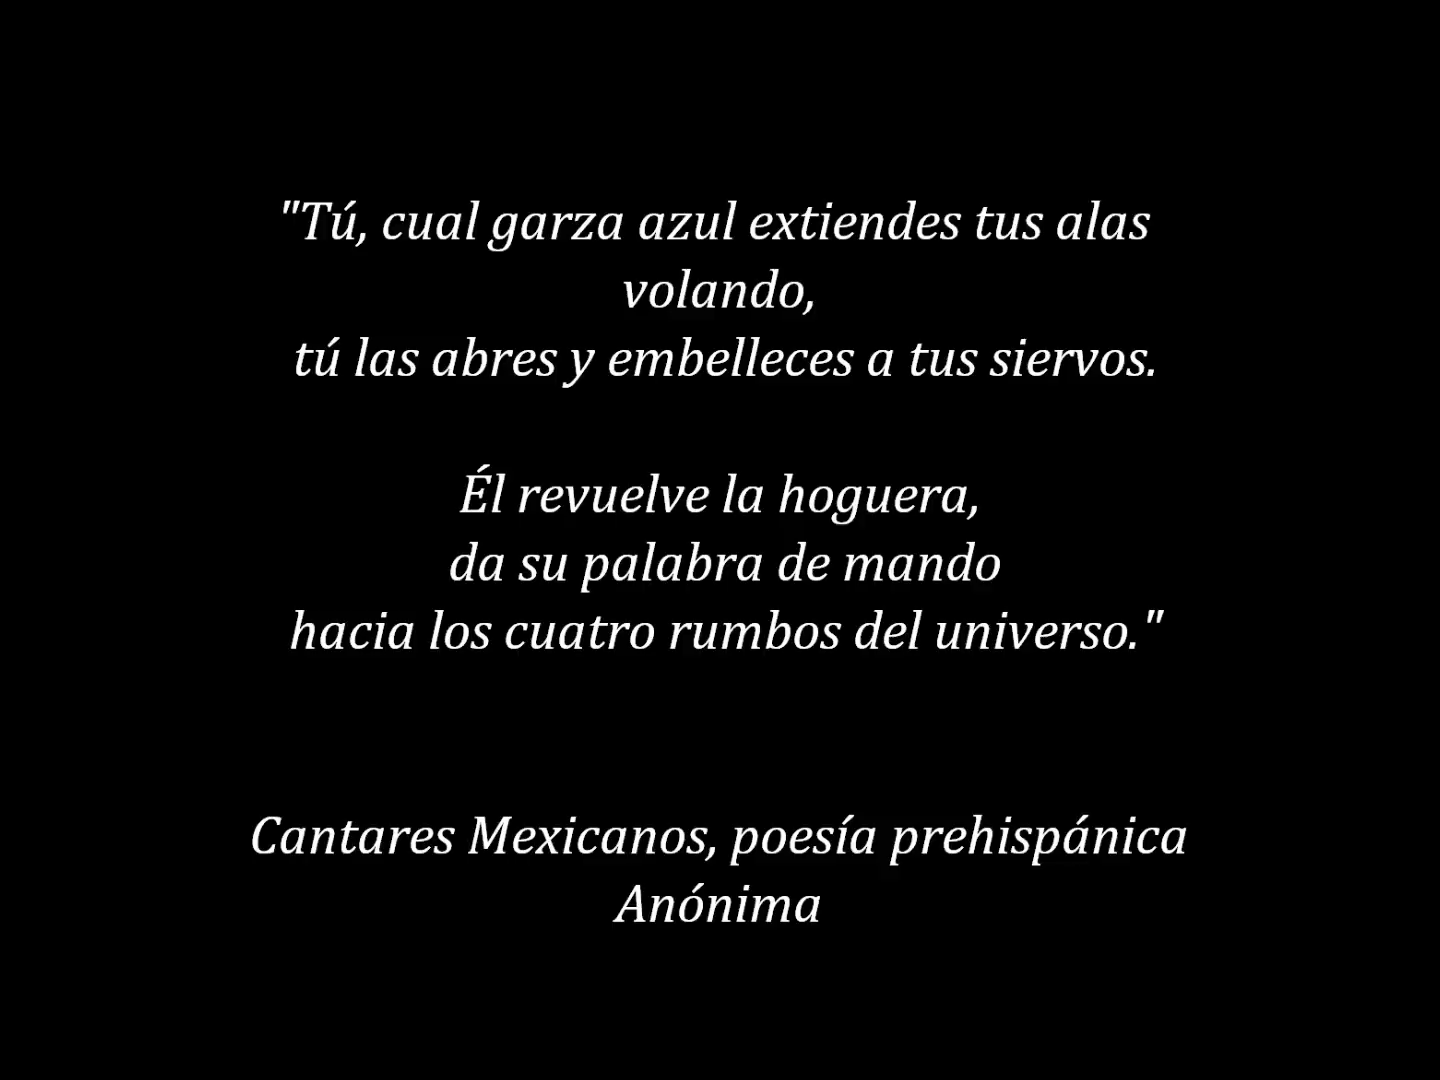 "Tú, cual garza azul extiendes tus alas
volando,
tú las abres y embelleces a tus siervos.
Él revuelve la hoguera,
da su palabra de mando
hacia los cuatro rumbos del universo."
Cantares Mexicanos, poesía prehispánica
Anónima